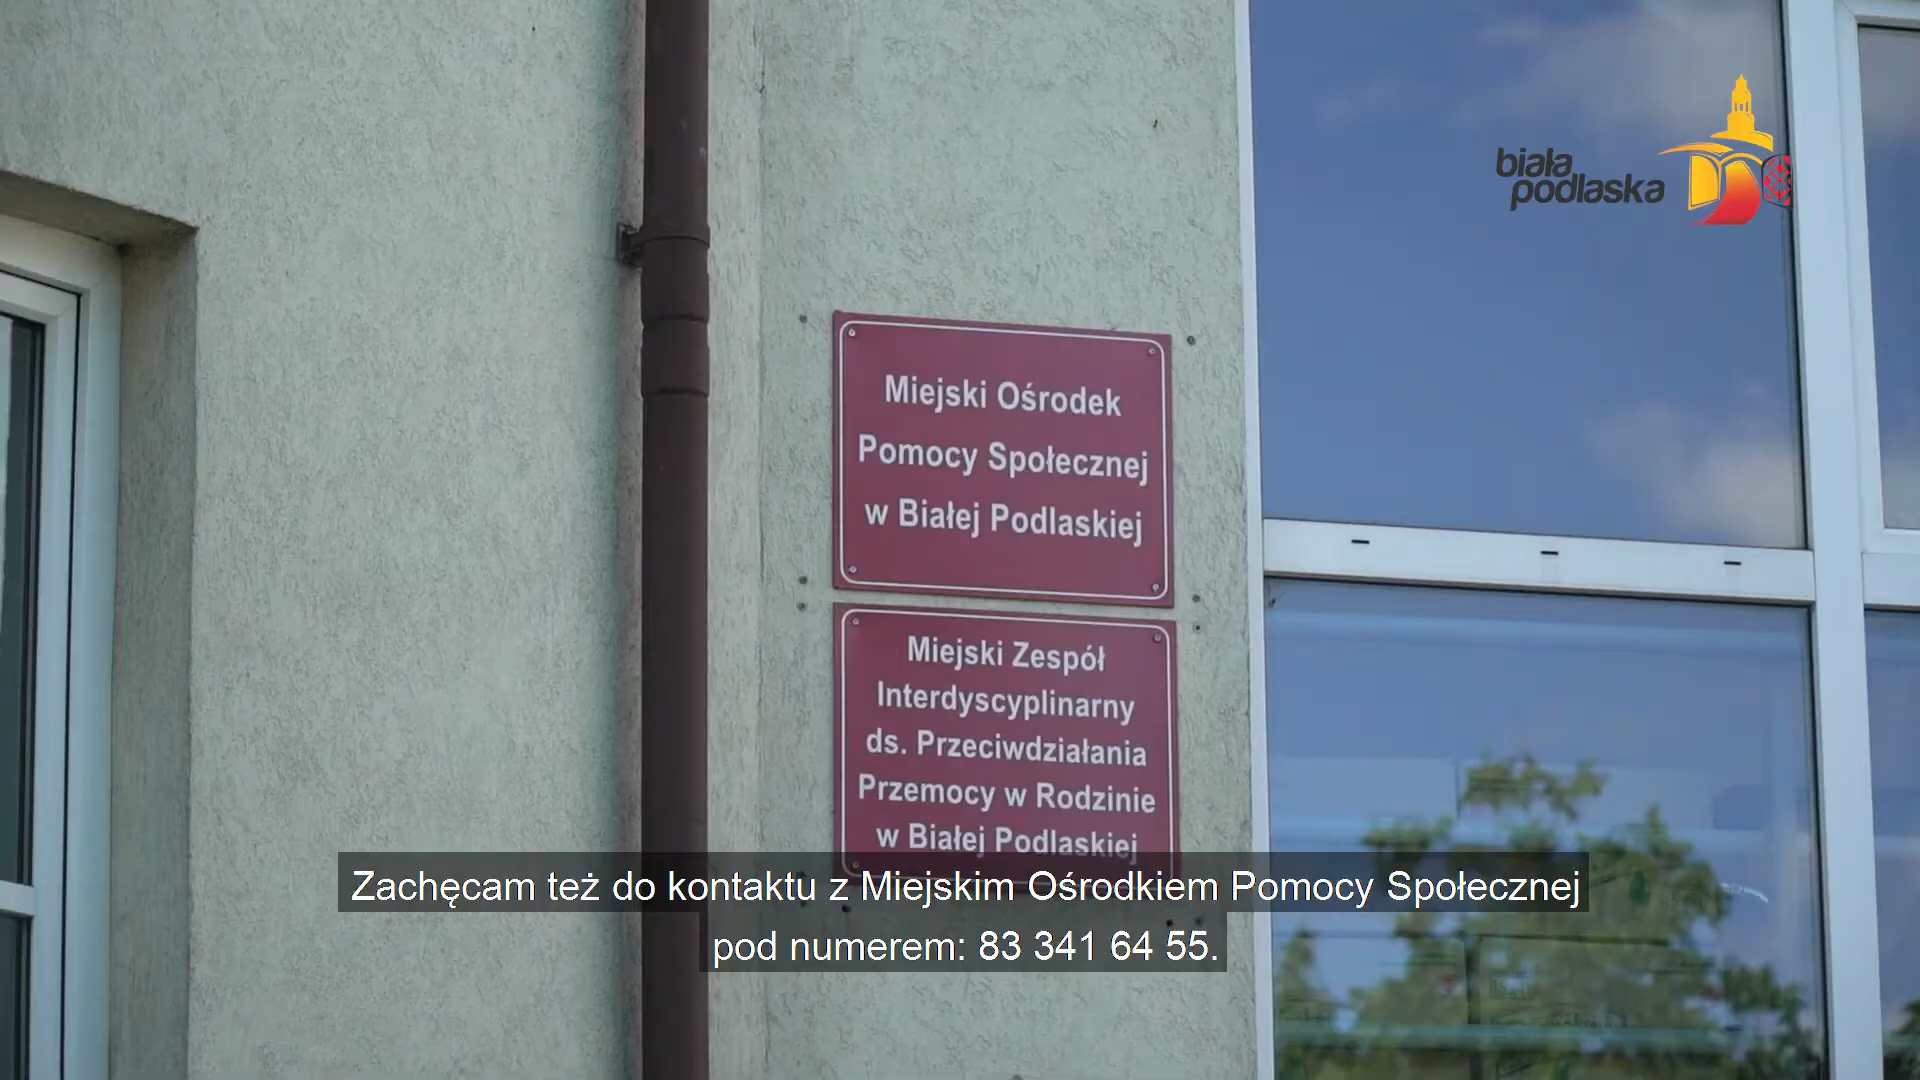 biała
podlaska
Miejski Ośrodek
Pomocy Społecznej
w Białej Podlaskiej
Miejski Zespół
Interdyscyplinarny
ds. Przeciwdziałania
Przemocy w Rodzinie
w Białej Podlaskiej
Zachęcam też do kontaktu z Miejskim Ośrodkiem Pomocy Społecznej
pod numerem: 83 341 64 55.